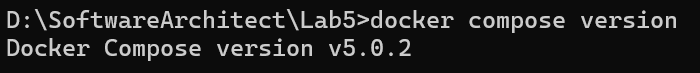 D:\SoftwareArchitect\Lab5>docker compose version
Docker Compose version v5.0.2